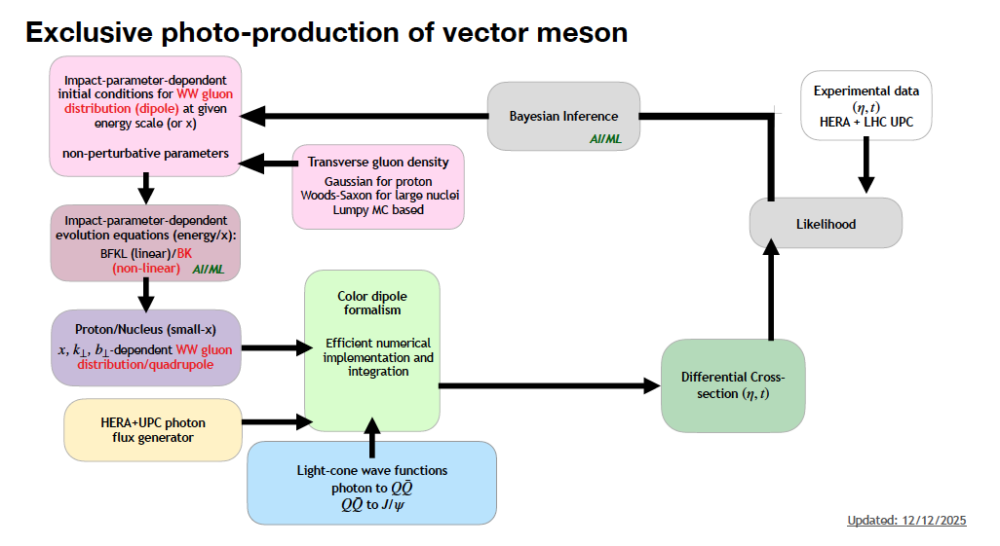 Exclusive photo-production of vector meson
Impact-parameter-dependent
initial conditions for WW gluon
distribution (dipole) at given
energy scale (or x)
non-perturbative parameters
Transverse gluon density
Gaussian for proton
Woods-Saxon for large nuclei
Lumpy MC based
Bayesian Inference
AI/ML
Experimental data
(η, t)
HERA + LHC UPC
Likelihood
Impact-parameter-dependent
evolution equations (energy/x):
BFKL (linear)/BK
(non-linear) AI/ML
Proton/Nucleus (small-x)
x, k⊥, b⊥-dependent WW gluon
distribution/quadrupole
HERA+UPC photon
flux generator
Color dipole
formalism
Efficient numerical
implementation and
integration
Light-cone wave functions
photon to QQ̄
QQ̄ to J/ψ
Differential Cross-
section (η, t)
Updated: 12/12/2025